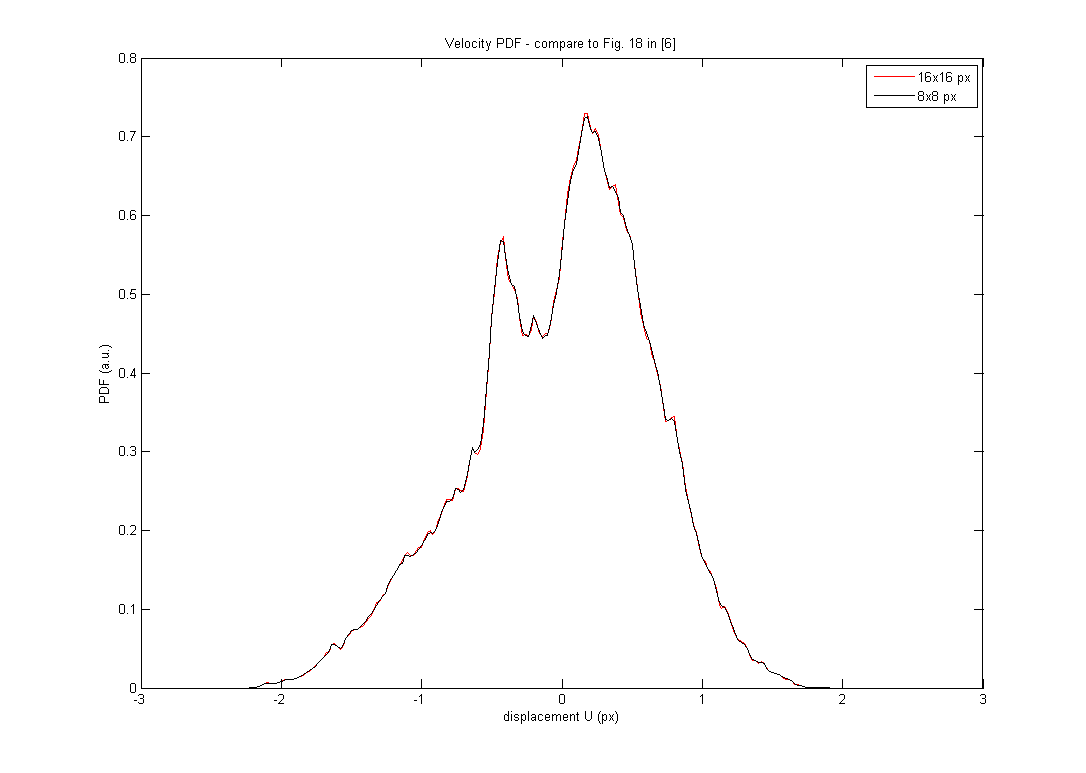 Velocity PDF - compare to Fig. 18 in [6]
16x16 px
8x8 px
0.8
0.7
0.6
0.5
0.4
0.3
0.2
0.1
0
PDF (a.u.)
-3 -2 -1 0 1 2 3
displacement U (px)